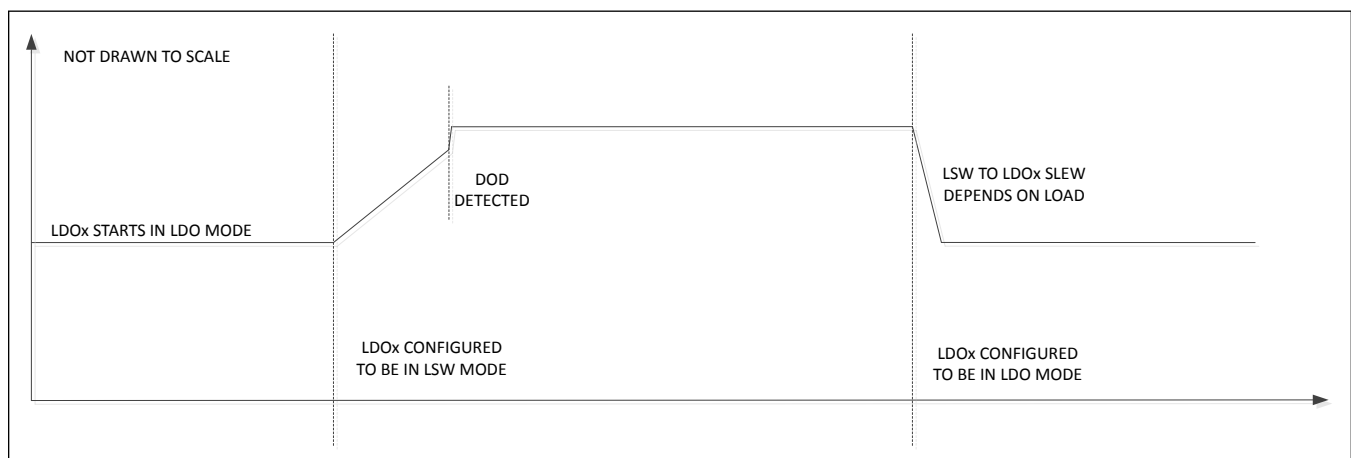 NOT DRAWN TO SCALE
DOD
DETECTED
LSW TO LDOx SLEW
DEPENDS ON LOAD
LDOx STARTS IN LDO MODE
LDOx CONFIGURED
TO BE IN LSW MODE
LDOx CONFIGURED
TO BE IN LDO MODE